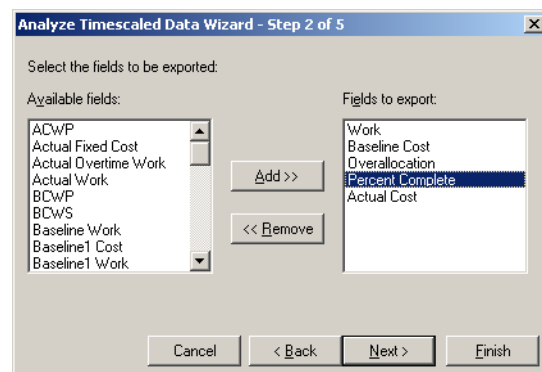 Analyze Timescaled Data Wizard - Step 2 of 5
Select the fields to be exported:
Available fields:
ACWP
Actual Fixed Cost
Actual Overtime Work
Actual Work
BCWP
BCWS
Baseline Work
Baseline1 Cost
Baseline1 Work
Add >>
<< Remove
Fields to export:
Work
Baseline Cost
Overallocation
Percent Complete
Actual Cost
Cancel
< Back
Next >
Finish